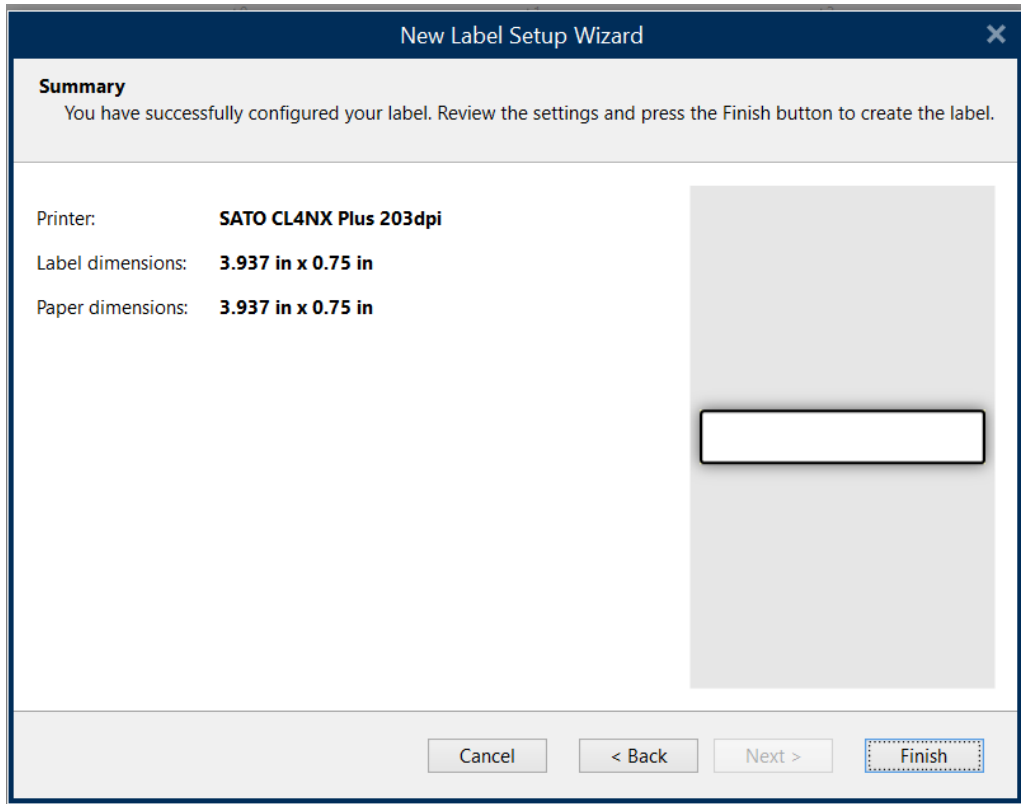 New Label Setup Wizard
Summary
You have successfully configured your label. Review the settings and press the Finish button to create the label.
Printer: SATO CL4NX Plus 203dpi
Label dimensions: 3.937 in x 0.75 in
Paper dimensions: 3.937 in x 0.75 in
Cancel < Back Next > Finish